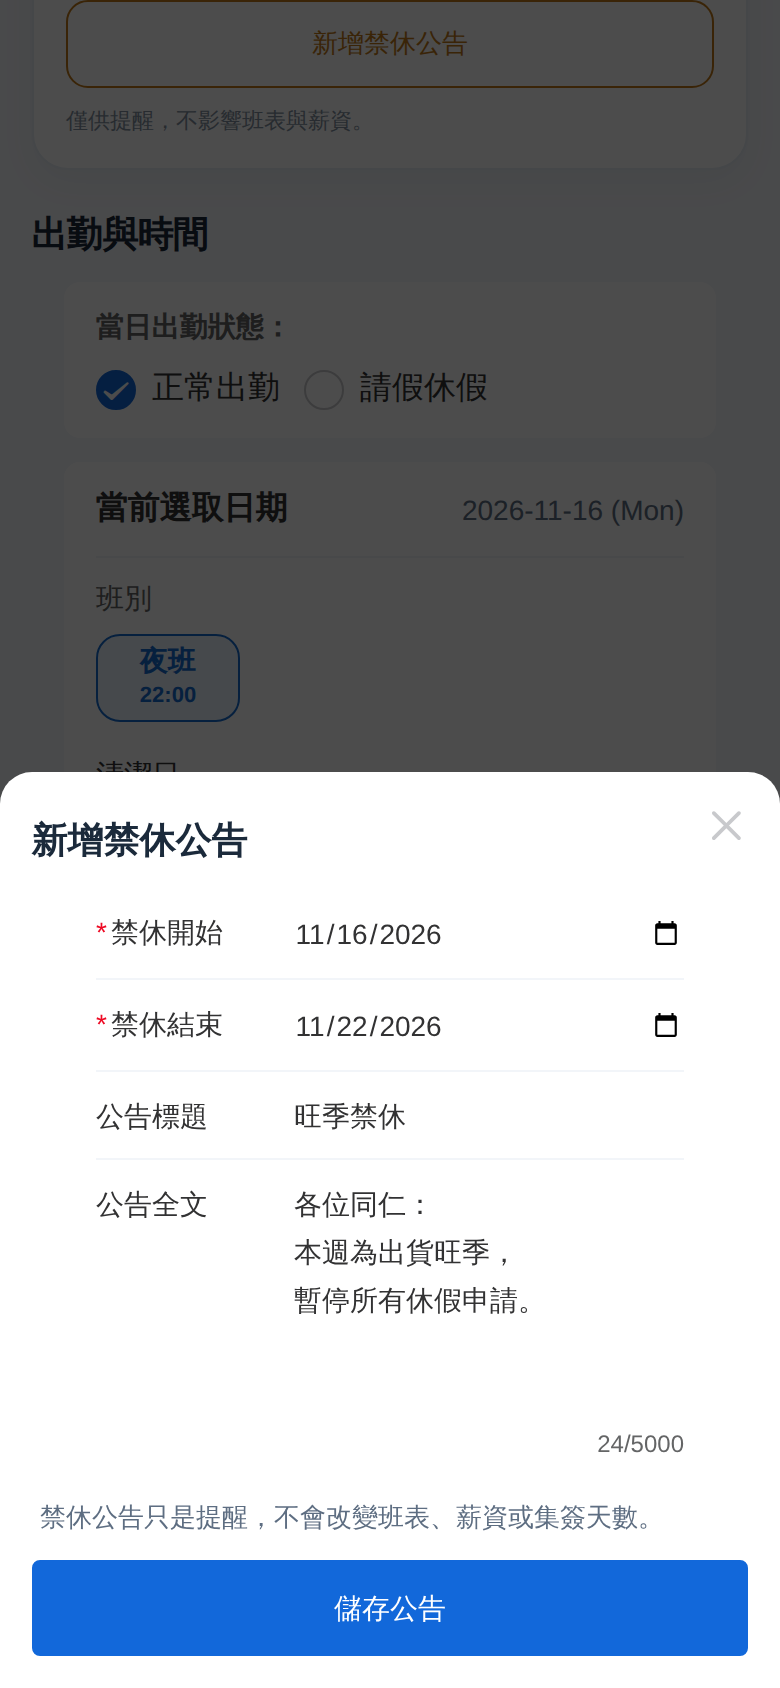 新增禁休公告
僅供提醒，不影響班表與薪資。
出勤與時間
當日出勤狀態：
正常出勤 請假休假
當前選取日期 2026-11-16 (Mon)
班別
夜班
22:00
新增禁休公告
*禁休開始 11/16/2026
*禁休結束 11/22/2026
公告標題 旺季禁休
公告全文 各位同仁：
本週為出貨旺季，
暫停所有休假申請。
24/5000
禁休公告只是提醒，不會改變班表、薪資或集簽天數。
儲存公告